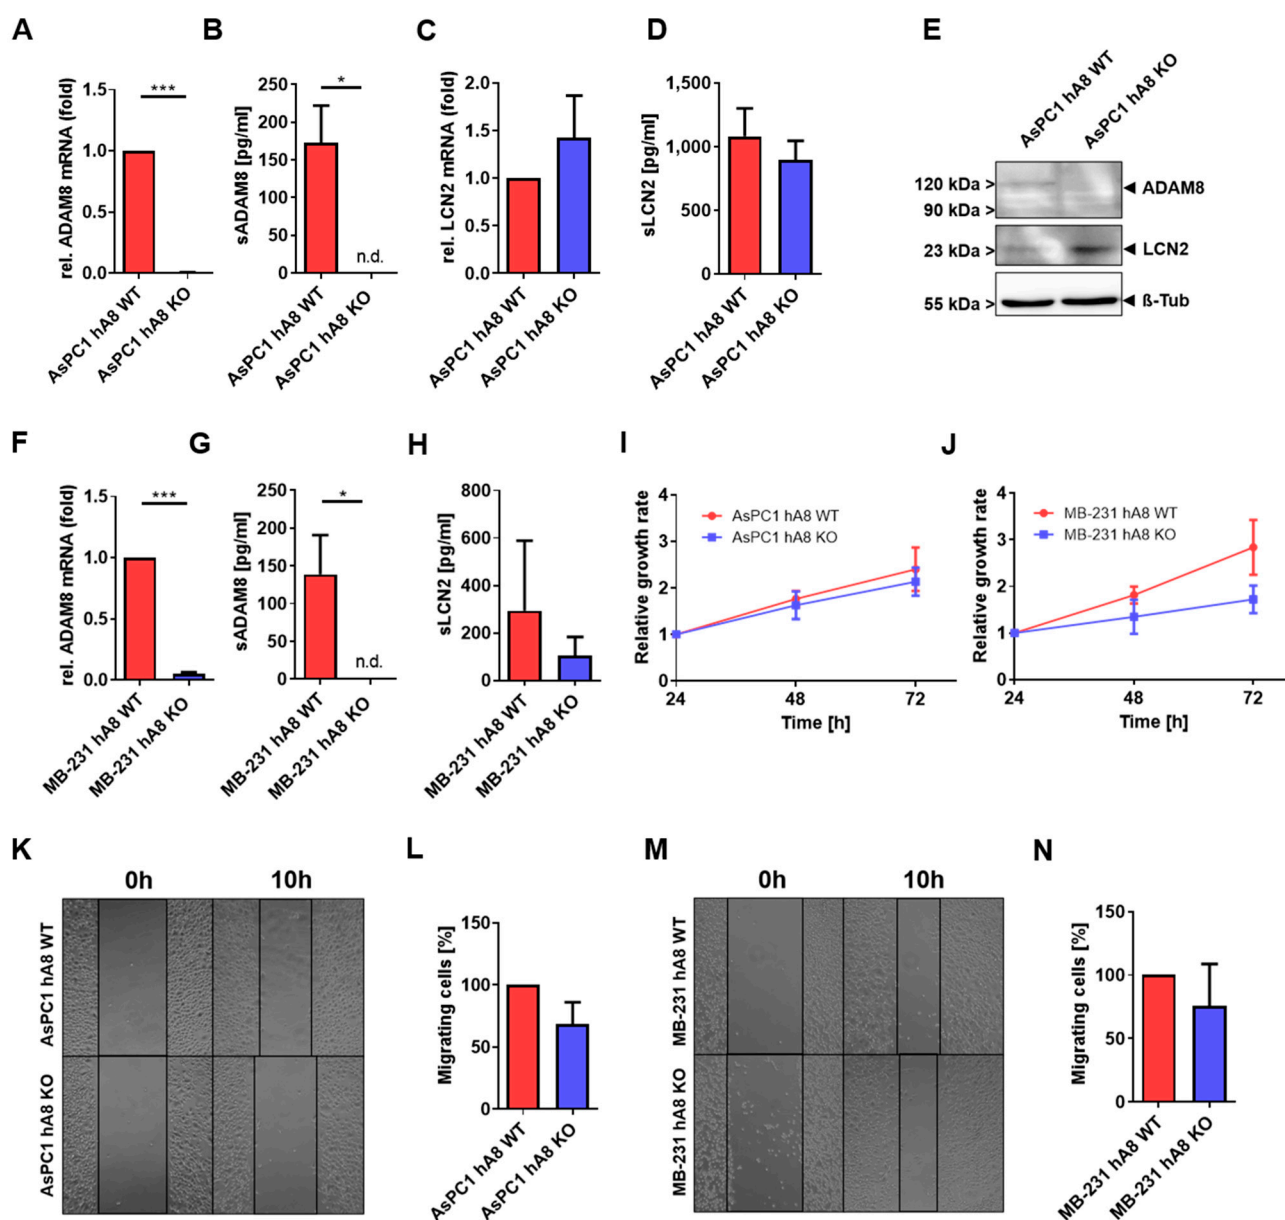 A
rel. ADAM8 mRNA (fold)
1.5
1.0
0.5
0.0
***
AsPC1 hA8 WT
AsPC1 hA8 KO
B
sADAM8 [pg/ml]
250
200
150
100
50
0
*
n.d.
AsPC1 hA8 WT
AsPC1 hA8 KO
C
rel. LCN2 mRNA (fold)
2.0
1.5
1.0
0.5
0.0
AsPC1 hA8 WT
AsPC1 hA8 KO
D
sLCN2 [pg/ml]
1,500
1,000
500
0
AsPC1 hA8 WT
AsPC1 hA8 KO
E
AsPC1 hA8 WT
AsPC1 hA8 KO
120 kDa >
90 kDa >
ADAM8
23 kDa >
LCN2
55 kDa >
ß-Tub
F
rel. ADAM8 mRNA (fold)
1.5
1.0
0.5
0.0
***
MB-231 hA8 WT
MB-231 hA8 KO
G
sADAM8 [pg/ml]
250
200
150
100
50
0
*
n.d.
MB-231 hA8 WT
MB-231 hA8 KO
H
sLCN2 [pg/ml]
800
600
400
200
0
MB-231 hA8 WT
MB-231 hA8 KO
I
Relative growth rate
4
3
2
1
0
AsPC1 hA8 WT
AsPC1 hA8 KO
24
48
72
Time [h]
J
Relative growth rate
4
3
2
1
0
MB-231 hA8 WT
MB-231 hA8 KO
24
48
72
Time [h]
K
0h
10h
AsPC1 hA8 WT
AsPC1 hA8 KO
L
Migrating cells [%]
150
100
50
0
AsPC1 hA8 WT
AsPC1 hA8 KO
M
0h
10h
MB-231 hA8 WT
MB-231 hA8 KO
N
Migrating cells [%]
150
100
50
0
MB-231 hA8 WT
MB-231 hA8 KO